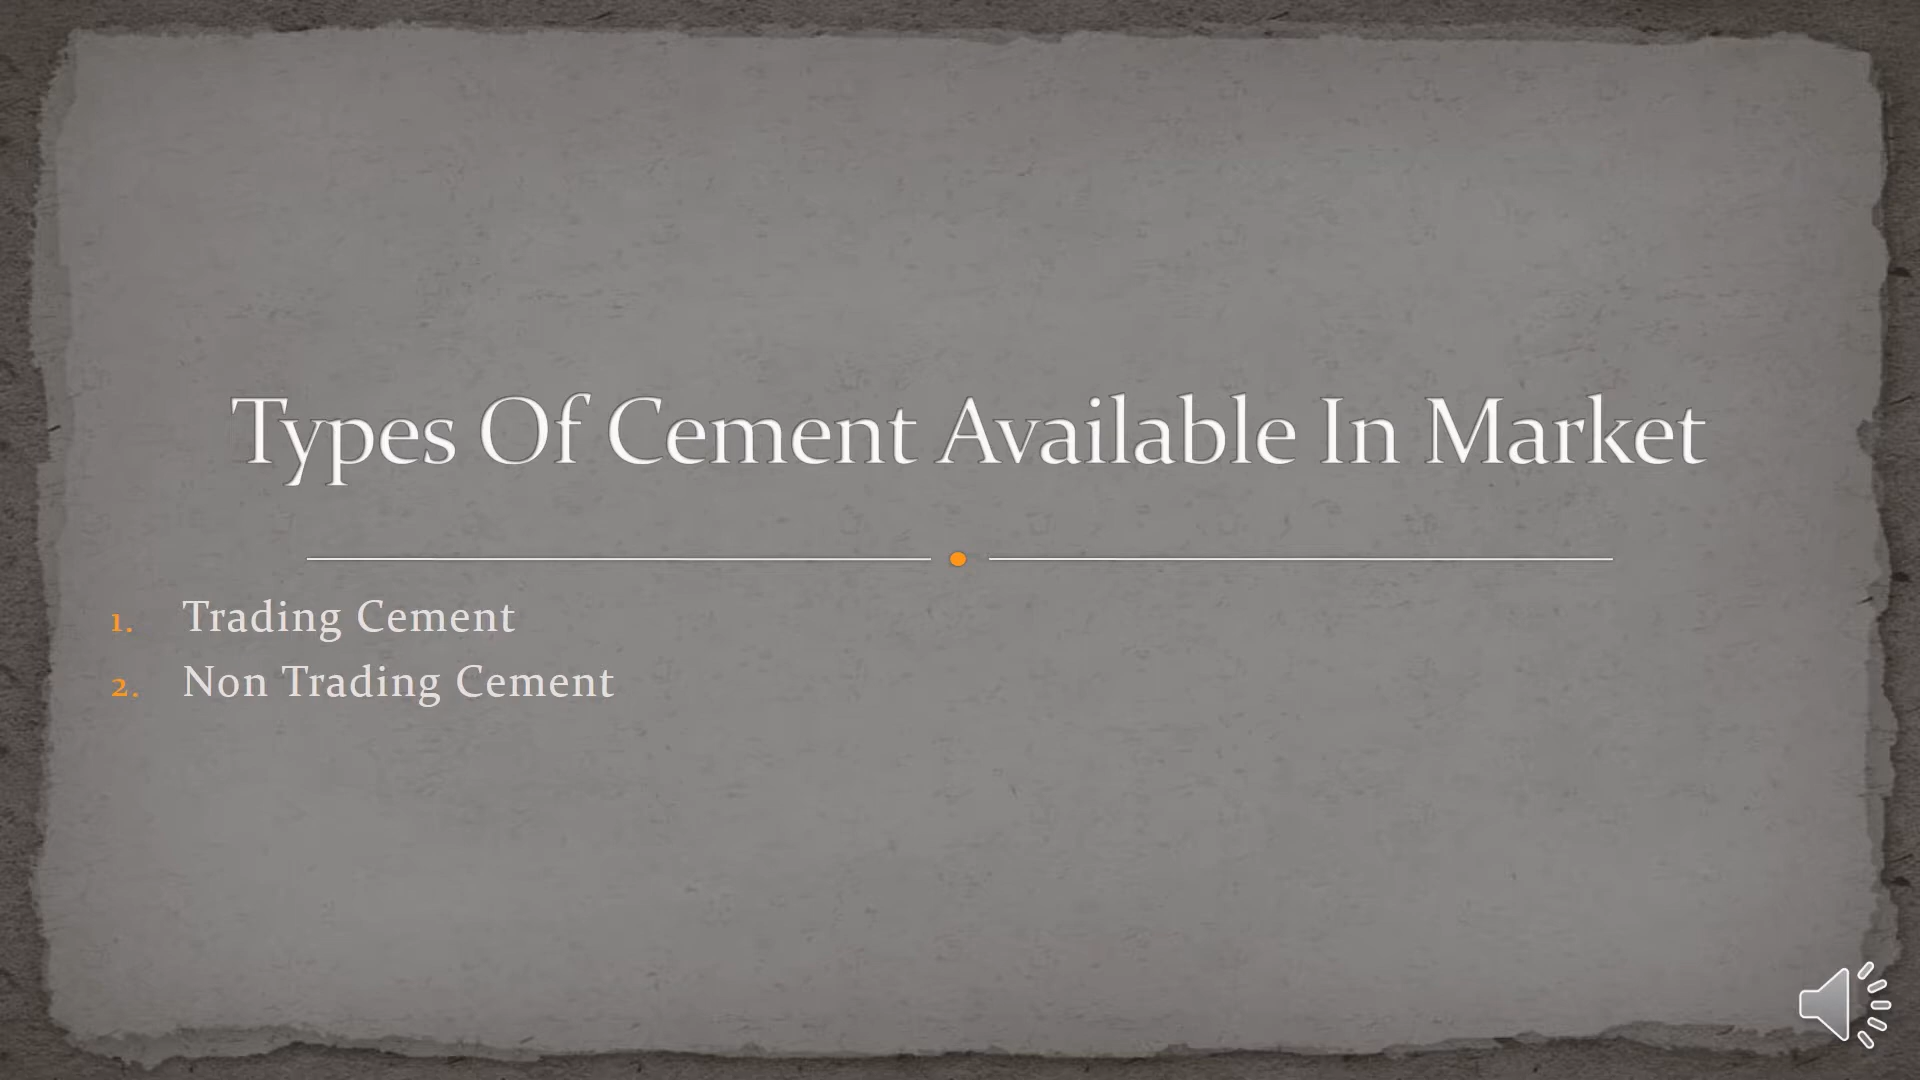 Types Of Cement Available In Market
1. Trading Cement
2. Non Trading Cement